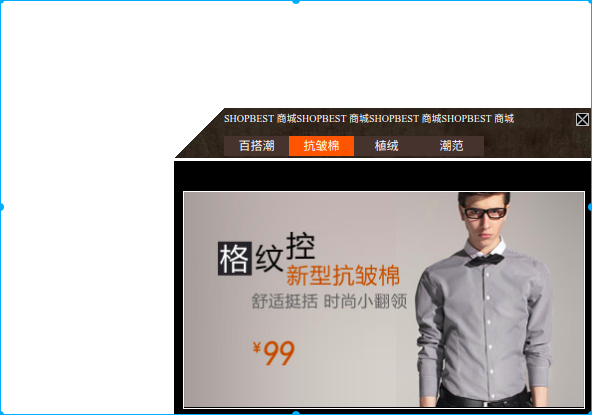 SHOPBEST 商城SHOPBEST 商城SHOPBEST 商城SHOPBEST 商城
百搭潮 抗皱棉 植绒 潮范
格纹控
新型抗皱棉
舒适挺括 时尚小翻领
¥99